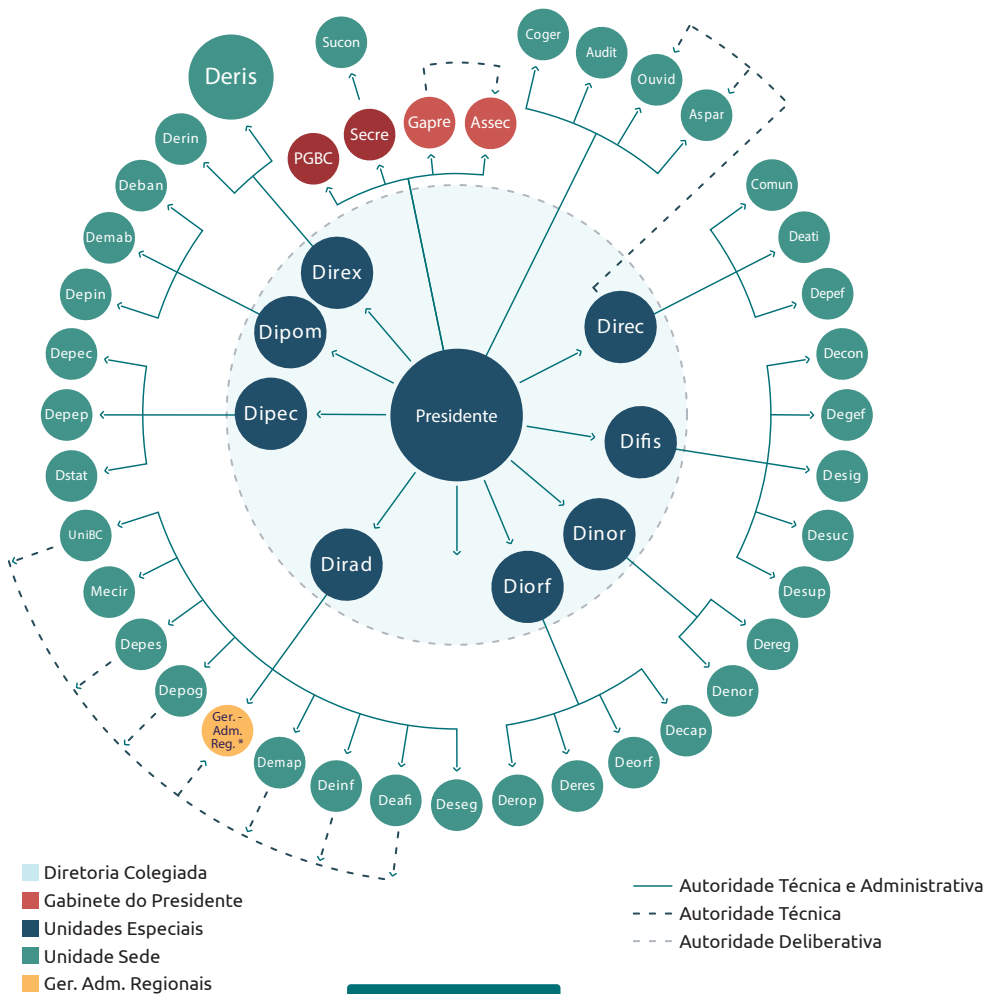 Coger
Sucon
Audit
Deris
Ouvid
Aspar
Gapre
Assec
Secre
Derin
PGBC
Deban
Comun
Demab
Deati
Direx
Depin
Depef
Dipom
Direc
Depec
Decon
Dipec
Presidente
Depep
Degef
Difis
Dstat
Desig
UniBC
Desuc
Dinor
Dirad
Mecir
Diorf
Desup
Depes
Dereg
Depog
Denor
Ger. -
Adm.
Reg. *
Decap
Demap
Deorf
Deinf
Deres
Deafi
Deseg
Derop
Diretoria Colegiada
Gabinete do Presidente
Unidades Especiais
Unidade Sede
Ger. Adm. Regionais
Autoridade Técnica e Administrativa
Autoridade Técnica
Autoridade Deliberativa